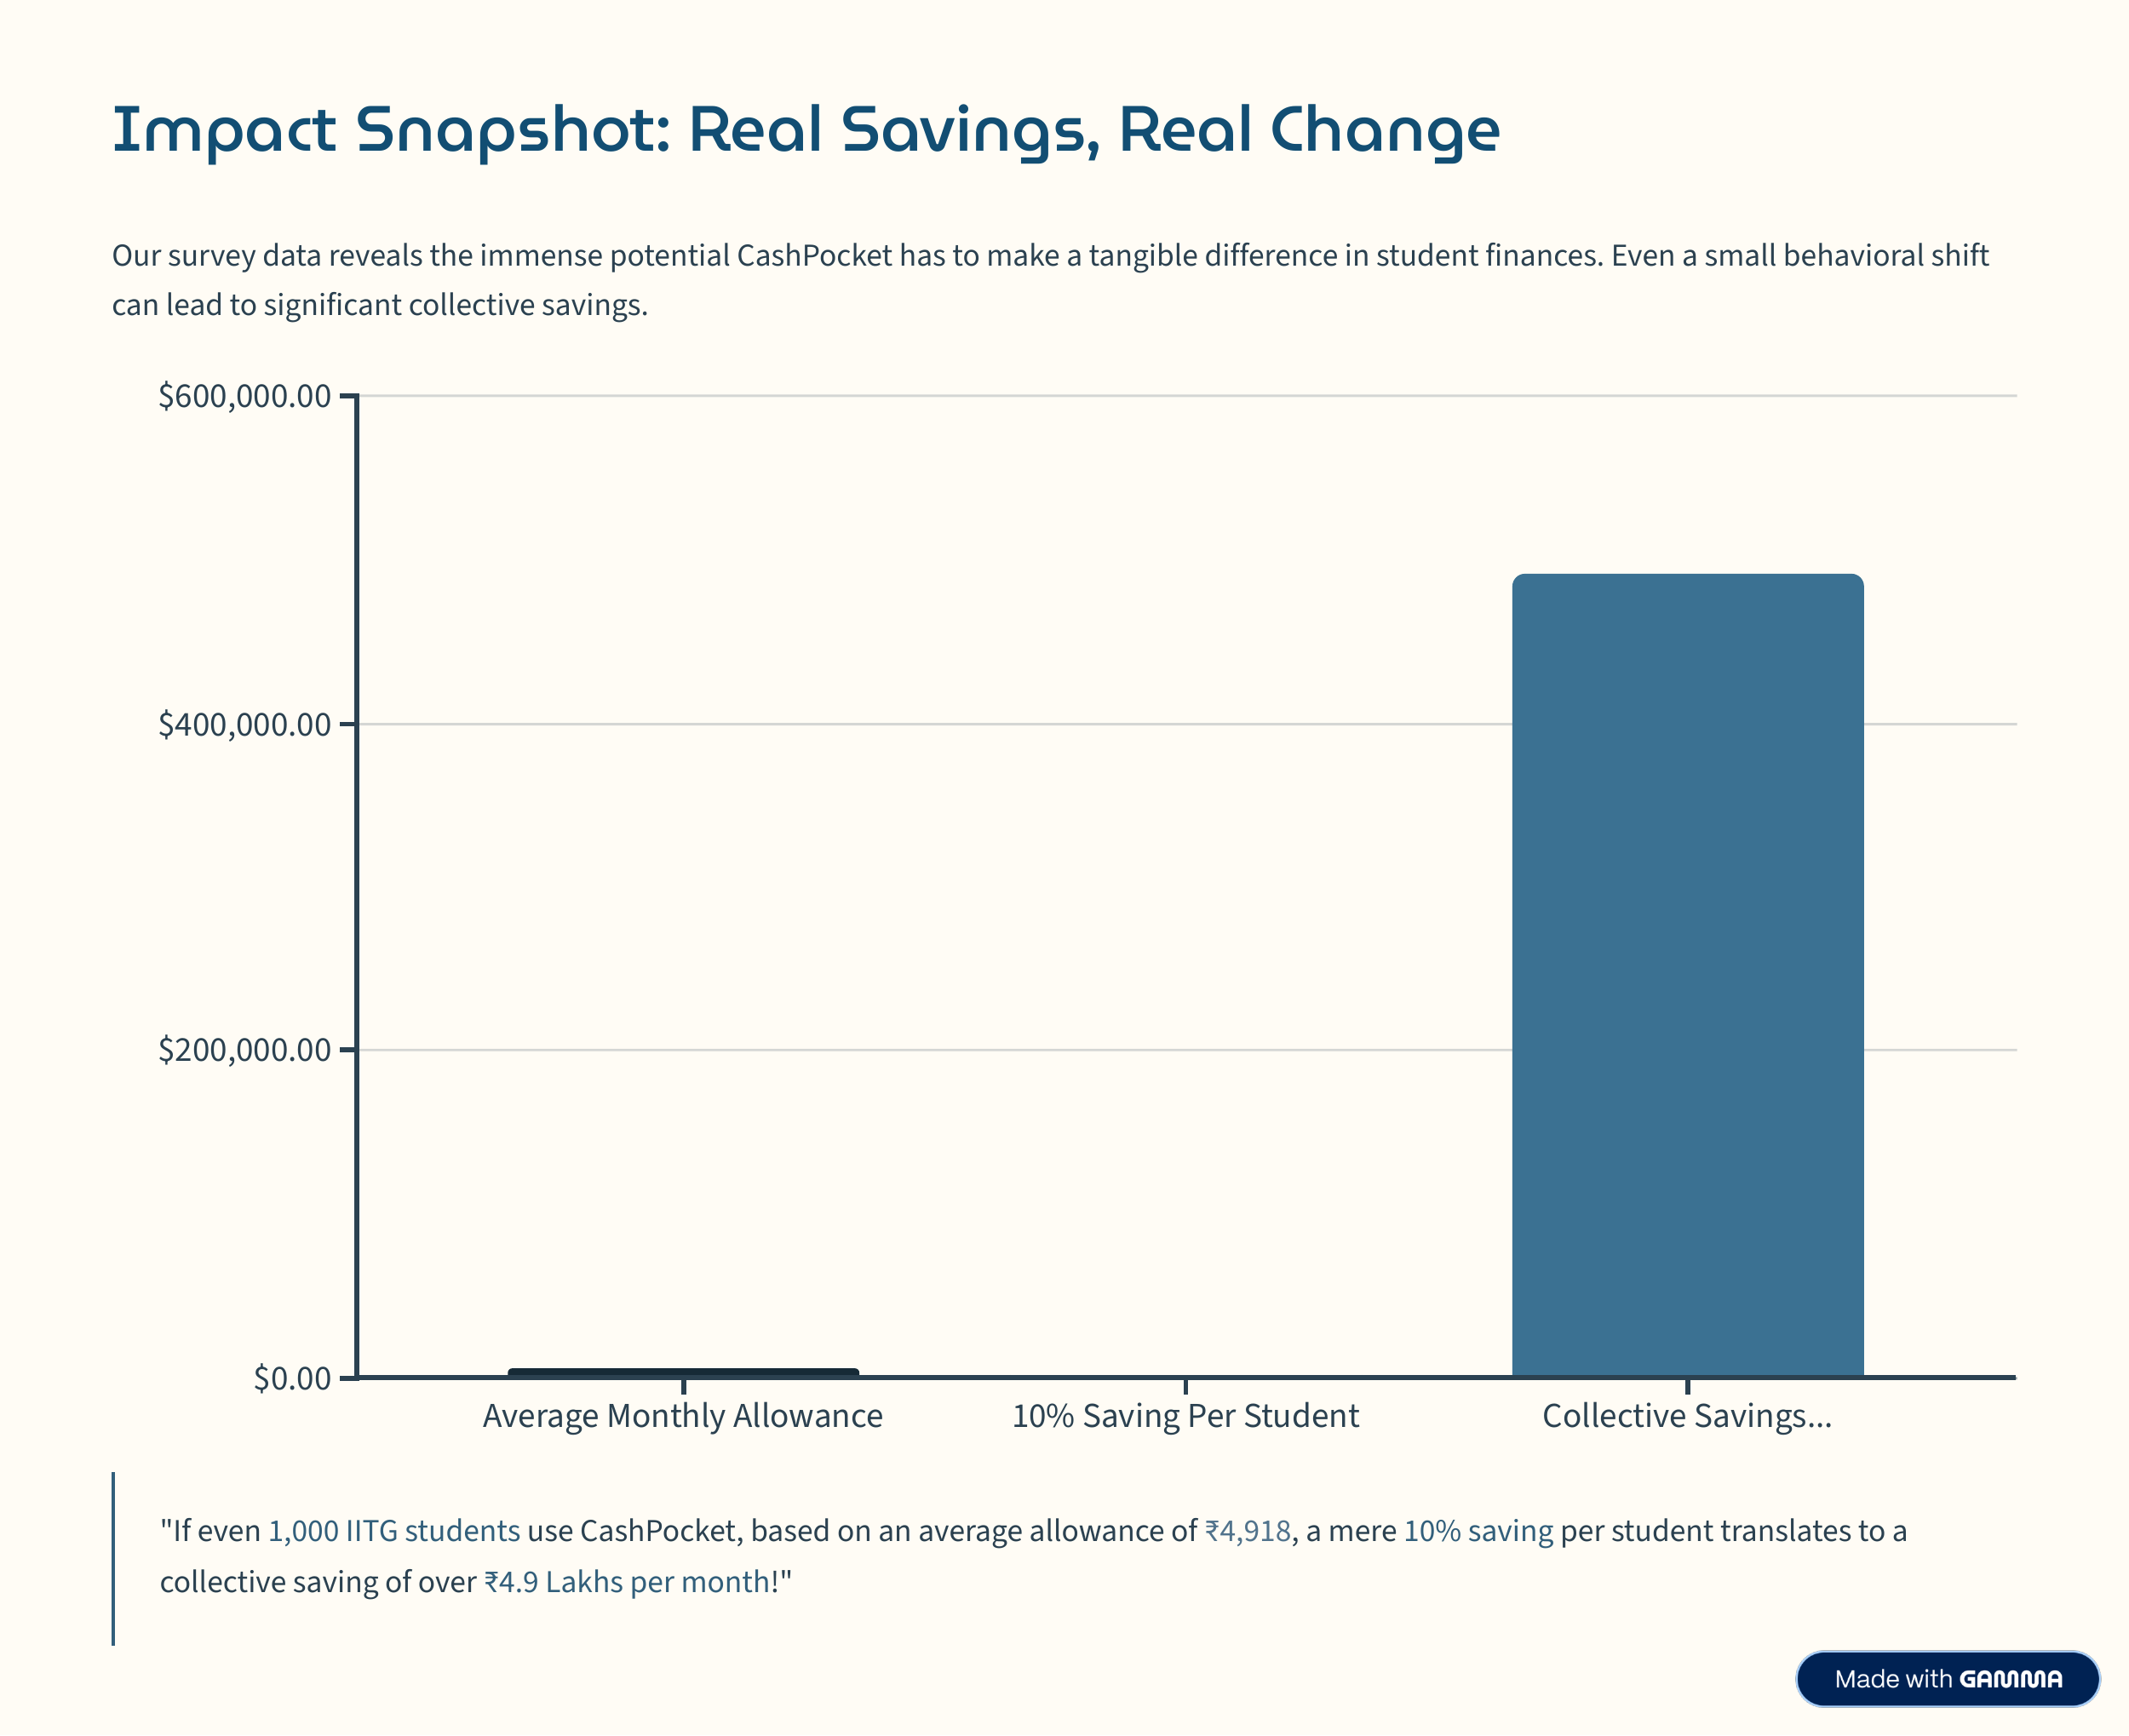 Impact Snapshot: Real Savings, Real Change
Our survey data reveals the immense potential CashPocket has to make a tangible difference in student finances. Even a small behavioral shift
can lead to significant collective savings.
$600,000.00
$400,000.00
$200,000.00
$0.00
Average Monthly Allowance
10% Saving Per Student
Collective Savings...
"If even 1,000 IITG students use CashPocket, based on an average allowance of ₹4,918, a mere 10% saving per student translates to a
collective saving of over ₹4.9 Lakhs per month!"
Made with GAMMA